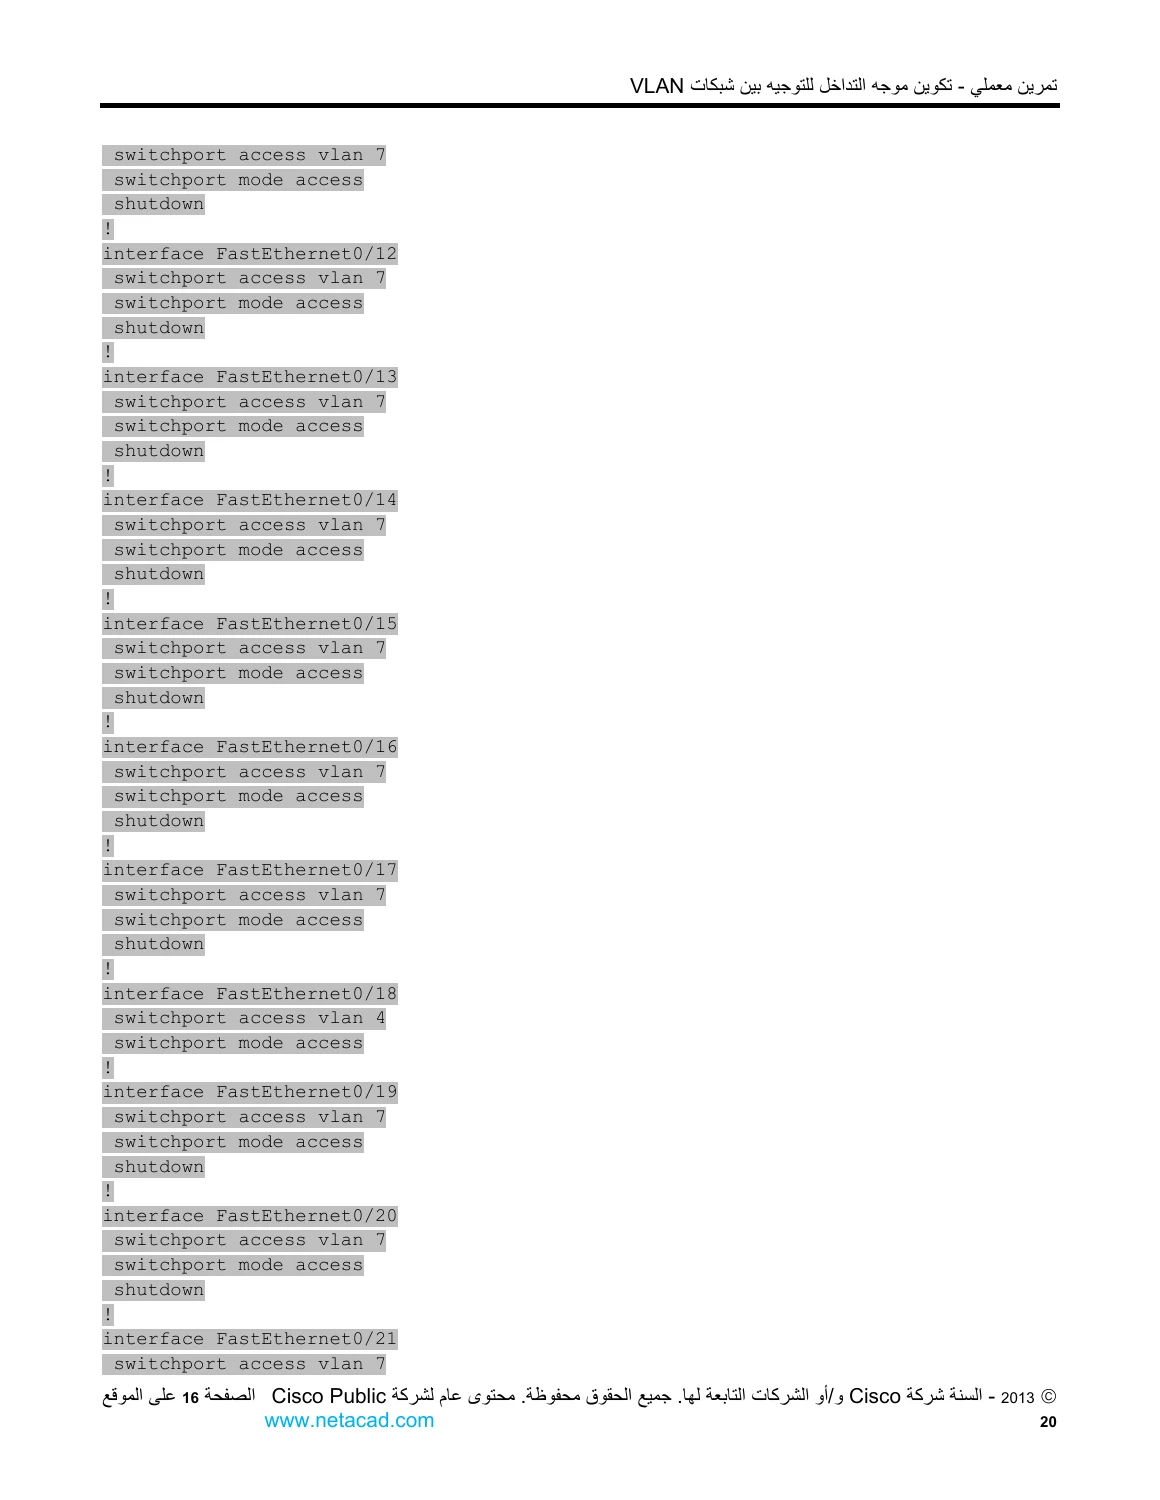 تمرين معملي - تكوين موجه التداخل للتوجيه بين شبكات VLAN
switchport access vlan 7
switchport mode access
shutdown
!
interface FastEthernet0/12
switchport access vlan 7
switchport mode access
shutdown
!
interface FastEthernet0/13
switchport access vlan 7
switchport mode access
shutdown
!
interface FastEthernet0/14
switchport access vlan 7
switchport mode access
shutdown
!
interface FastEthernet0/15
switchport access vlan 7
switchport mode access
shutdown
!
interface FastEthernet0/16
switchport access vlan 7
switchport mode access
shutdown
!
interface FastEthernet0/17
switchport access vlan 7
switchport mode access
shutdown
!
interface FastEthernet0/18
switchport access vlan 4
switchport mode access
!
interface FastEthernet0/19
switchport access vlan 7
switchport mode access
shutdown
!
interface FastEthernet0/20
switchport access vlan 7
switchport mode access
shutdown
!
interface FastEthernet0/21
switchport access vlan 7
© 2013 - السنة شركة Cisco و/أو الشركات التابعة لها. جميع الحقوق محفوظة. محتوى عام لشركة Cisco Public الصفحة 16 على الموقع
20 www.netacad.com